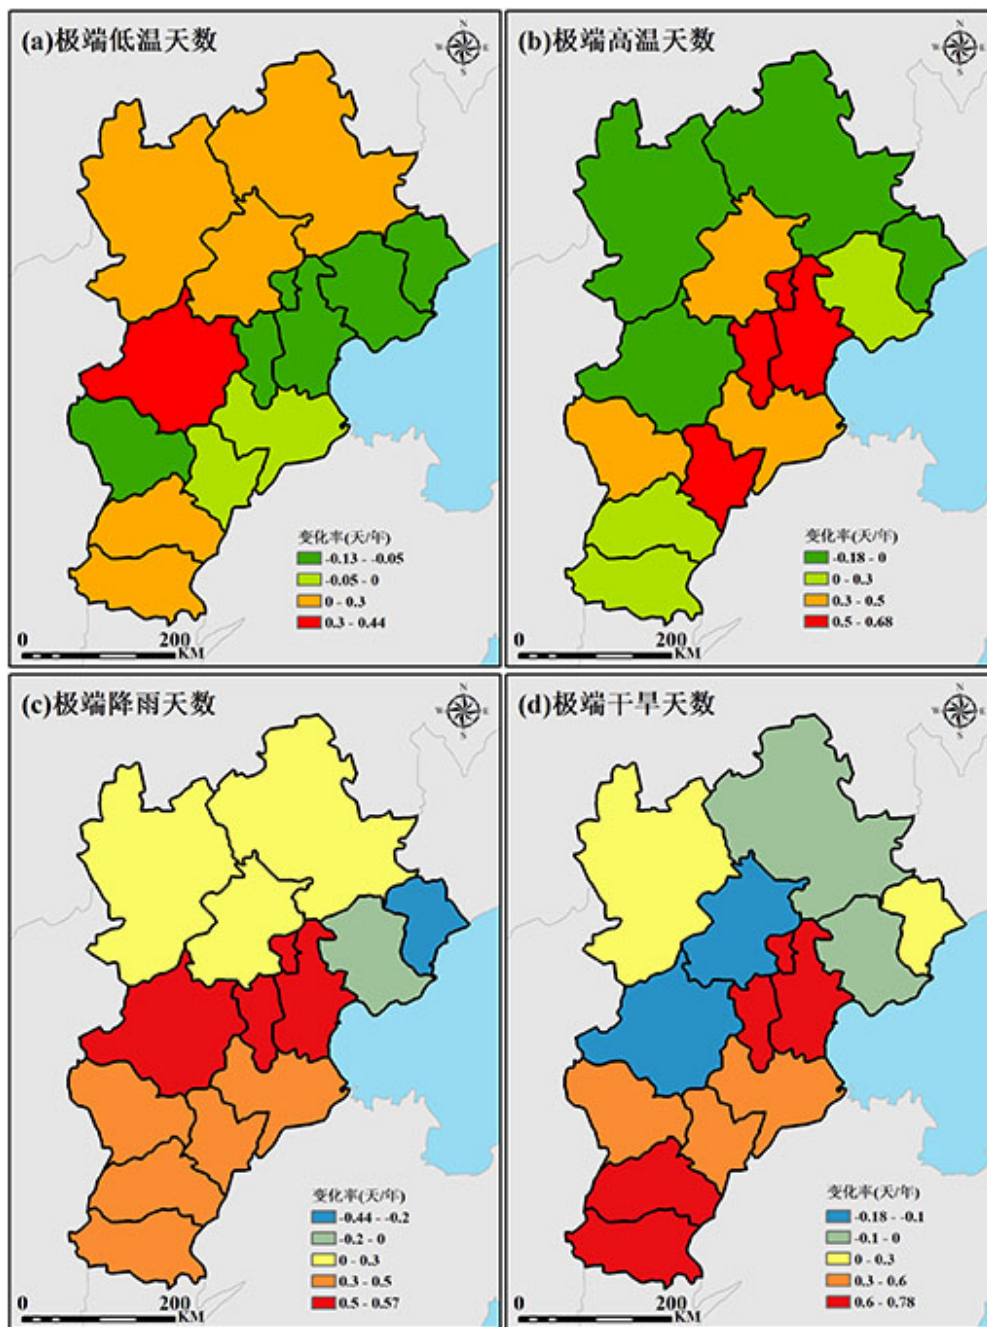 (a)极端低温天数
N
W E
S
变化率(天/年)
-0.13 - -0.05
-0.05 - 0
0 - 0.3
0.3 - 0.44
0 200
KM
(b)极端高温天数
N
W E
S
变化率(天/年)
-0.18 - 0
0 - 0.3
0.3 - 0.5
0.5 - 0.68
0 200
KM
(c)极端降雨天数
N
W E
S
变化率(天/年)
-0.44 - -0.2
-0.2 - 0
0 - 0.3
0.3 - 0.5
0.5 - 0.57
0 200
KM
(d)极端干旱天数
N
W E
S
变化率(天/年)
-0.18 - -0.1
-0.1 - 0
0 - 0.3
0.3 - 0.6
0.6 - 0.78
0 200
KM